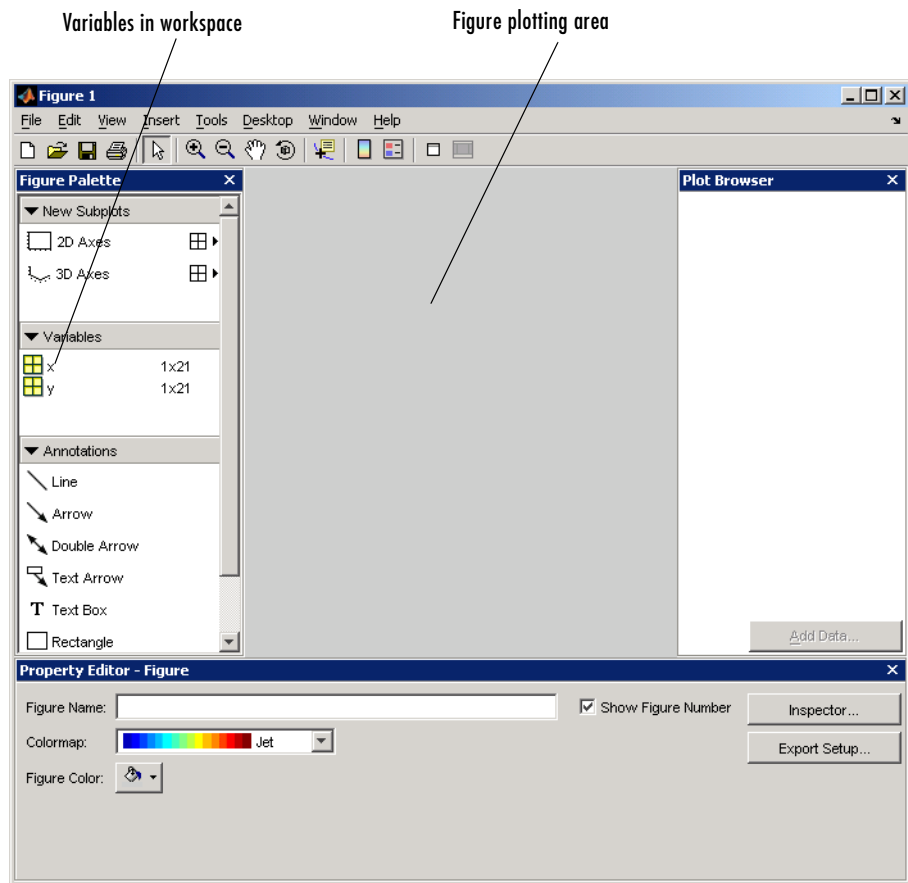 Variables in workspace
Figure plotting area
Figure 1
File Edit View Insert Tools Desktop Window Help
Figure Palette
Plot Browser
New Subplots
2D Axes
3D Axes
Variables
x 1x21
y 1x21
Annotations
Line
Arrow
Double Arrow
Text Arrow
T Text Box
Rectangle
Add Data...
Property Editor - Figure
Figure Name:
Show Figure Number
Inspector...
Colormap:
Jet
Export Setup...
Figure Color: